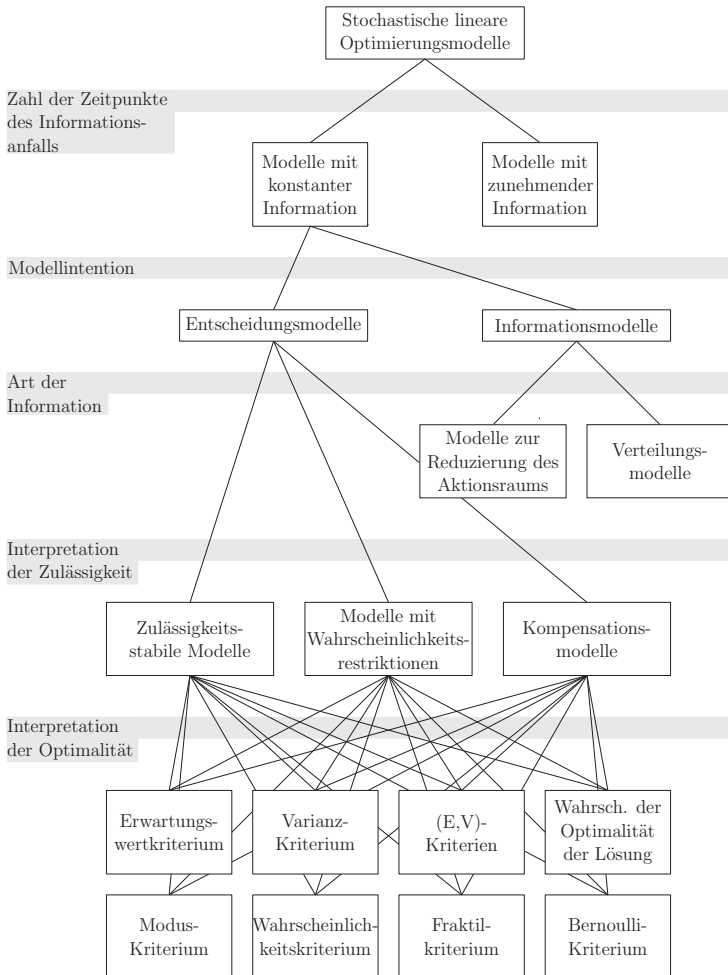 Stochastische lineare
Optimierungsmodelle
Zahl der Zeitpunkte
des Informations-
anfalls
Modelle mit
konstanter
Information
Modelle mit
zunehmender
Information
Modellintention
Entscheidungsmodelle
Informationsmodelle
Art der
Information
Modelle zur
Reduzierung des
Aktionsraums
Verteilungs-
modelle
Interpretation
der Zulässigkeit
Zulässigkeits-
stabile Modelle
Modelle mit
Wahrscheinlichkeits-
restriktionen
Kompensations-
modelle
Interpretation
der Optimalität
Erwartungs-
wertkriterium
Varianz-
Kriterium
(E,V)-
Kriterien
Wahrsch. der
Optimalität
der Lösung
Modus-
Kriterium
Wahrscheinlich-
keitskriterium
Fraktil-
kriterium
Bernoulli-
Kriterium